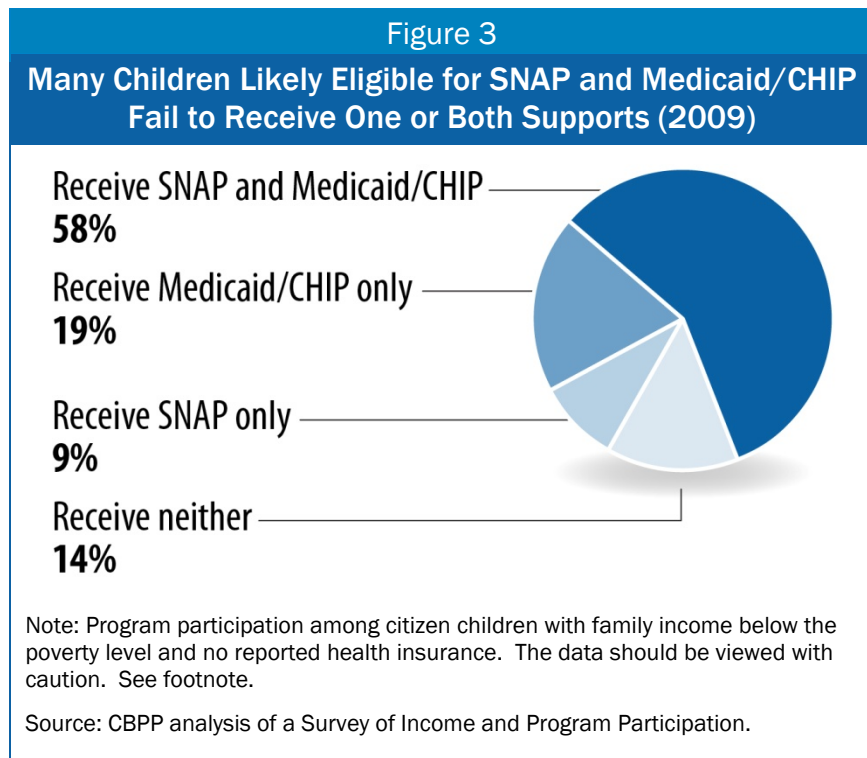 Figure 3
Many Children Likely Eligible for SNAP and Medicaid/CHIP
Fail to Receive One or Both Supports (2009)
Receive SNAP and Medicaid/CHIP
58%
Receive Medicaid/CHIP only
19%
Receive SNAP only
9%
Receive neither
14%
Note: Program participation among citizen children with family income below the
poverty level and no reported health insurance.  The data should be viewed with
caution.  See footnote.
Source: CBPP analysis of a Survey of Income and Program Participation.